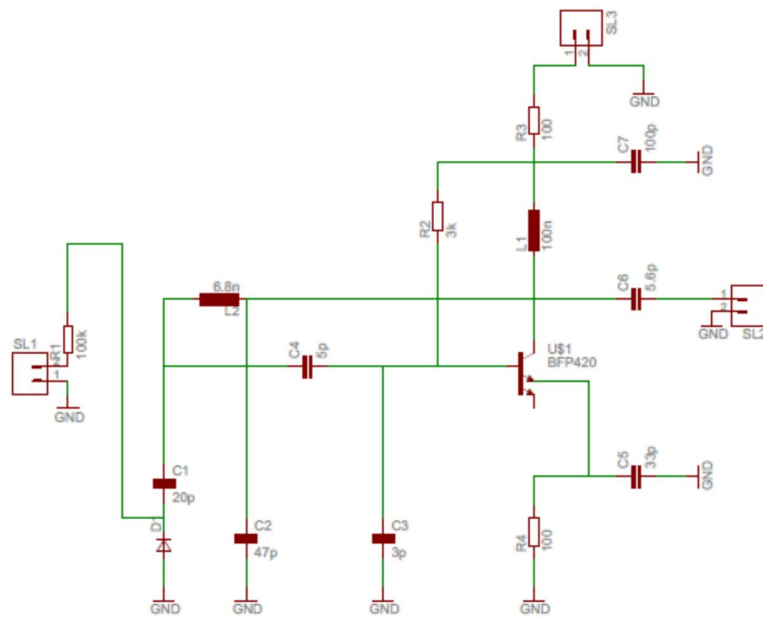 SL3
1
2
GND
R3
100
C7
100p
GND
R2
3k
L1
100n
6.8n
L2
C6
5.6p
1
2
GND
SL2
SL1
R1
100k
2
1
GND
C4
5p
U$1
BFP420
C1
20p
D1
C5
33p
GND
C2
47p
C3
3p
R4
100
GND
GND
GND
GND